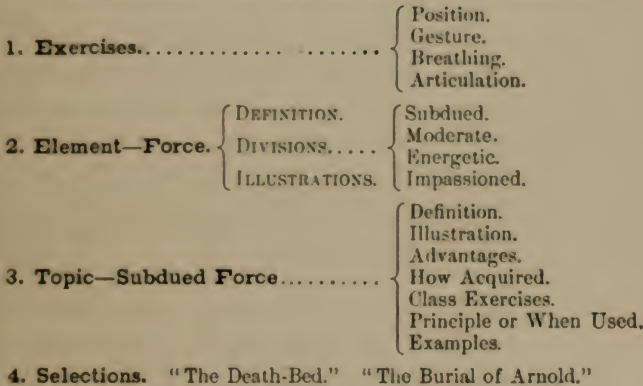 Position.
Gesture.
1. Exercises.............. ....... Breathing.
Articulation.
DEFINITION. Subdued.
2. Element—Force. DIVISIONS..... Moderate.
Energetic.
ILLUSTRATIONS. Impassioned.
Definition.
Illustration.
Advantages.
3. Topic—Subdued Force.......... How Acquired.
Class Exercises.
Principle or When Used.
Examples.
4. Selections. "The Death-Bed." "The Burial of Arnold."